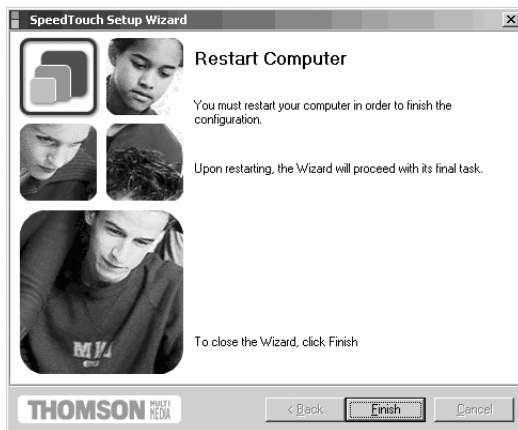 SpeedTouch Setup Wizard
Restart Computer
You must restart your computer in order to finish the
configuration.
Upon restarting, the Wizard will proceed with its final task.
To close the Wizard, click Finish
THOMSON MULTI MEDIA
< Back
Finish
Cancel